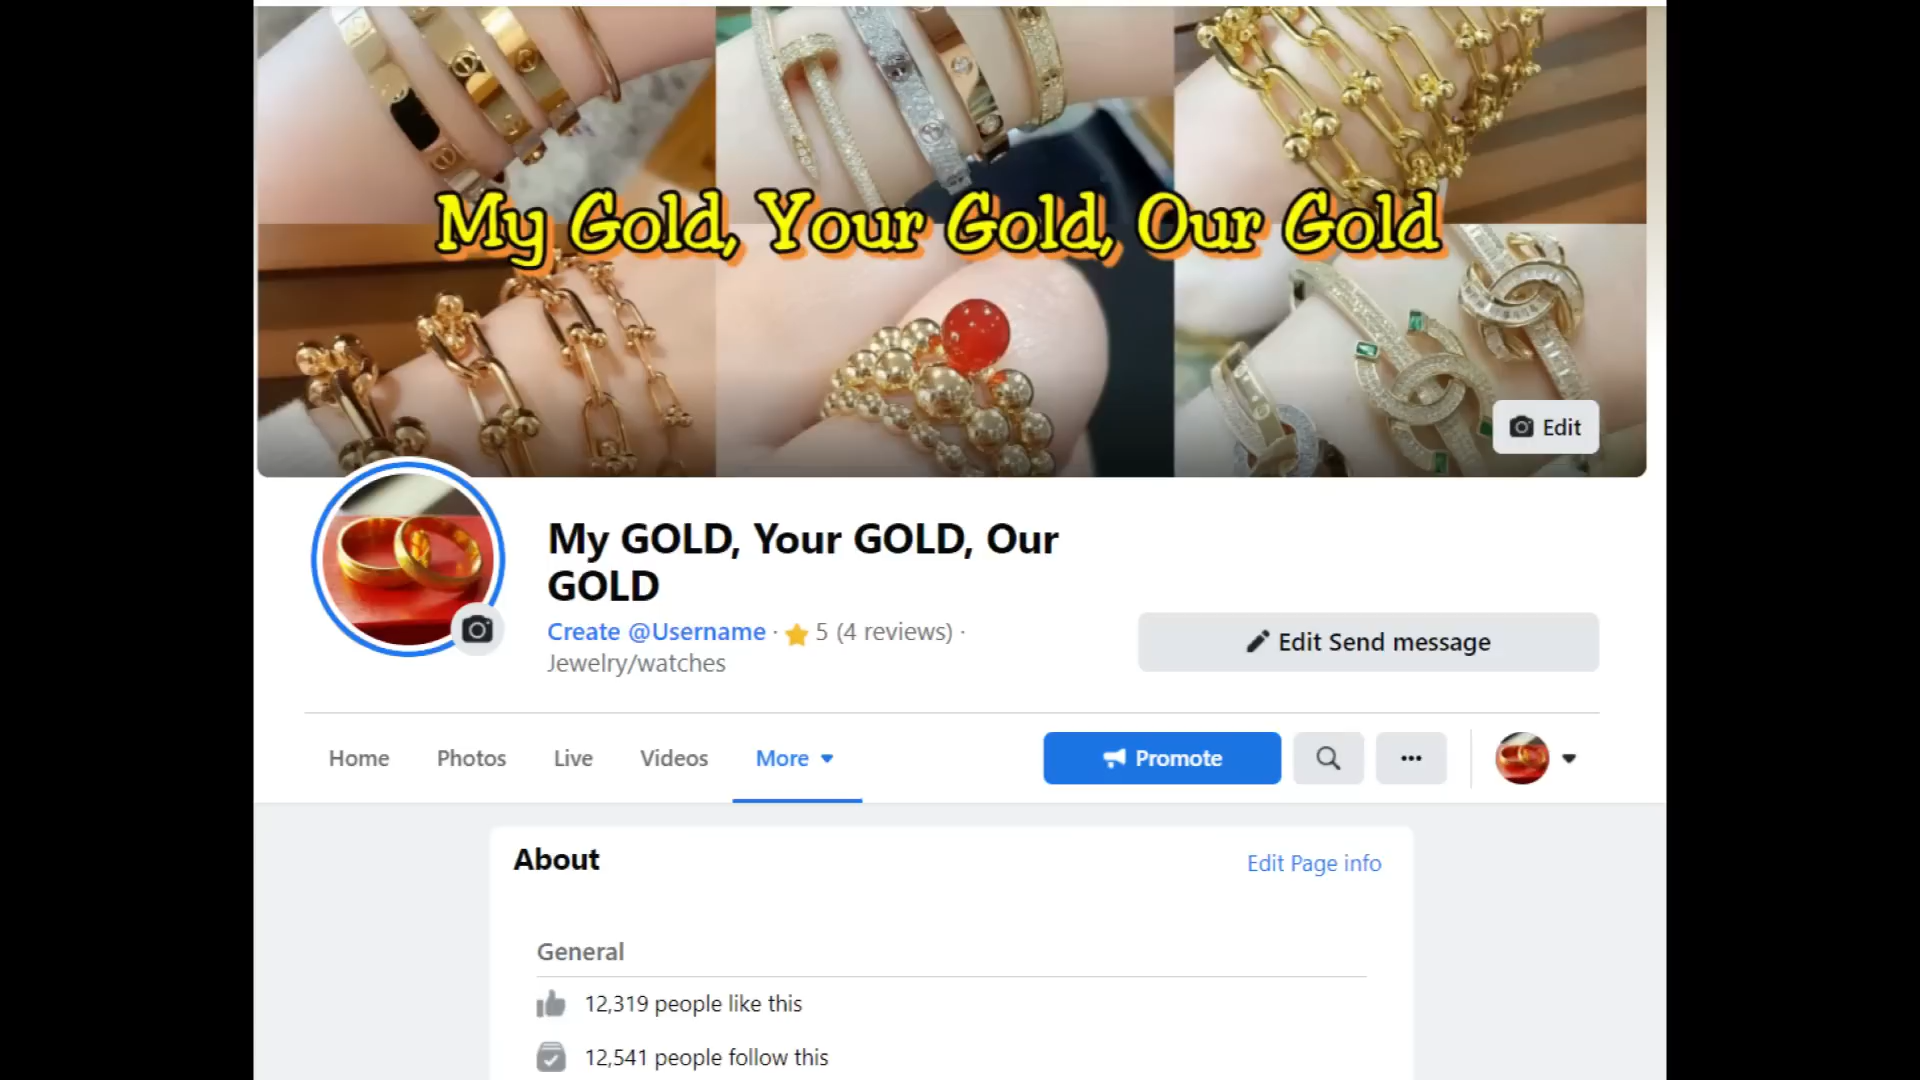 My Gold, Your Gold, Our Gold
Edit
My GOLD, Your GOLD, Our
GOLD
Create @Username · 5 (4 reviews) ·
Jewelry/watches
Edit Send message
Home Photos Live Videos More Promote
About
Edit Page info
General
12,319 people like this
12,541 people follow this